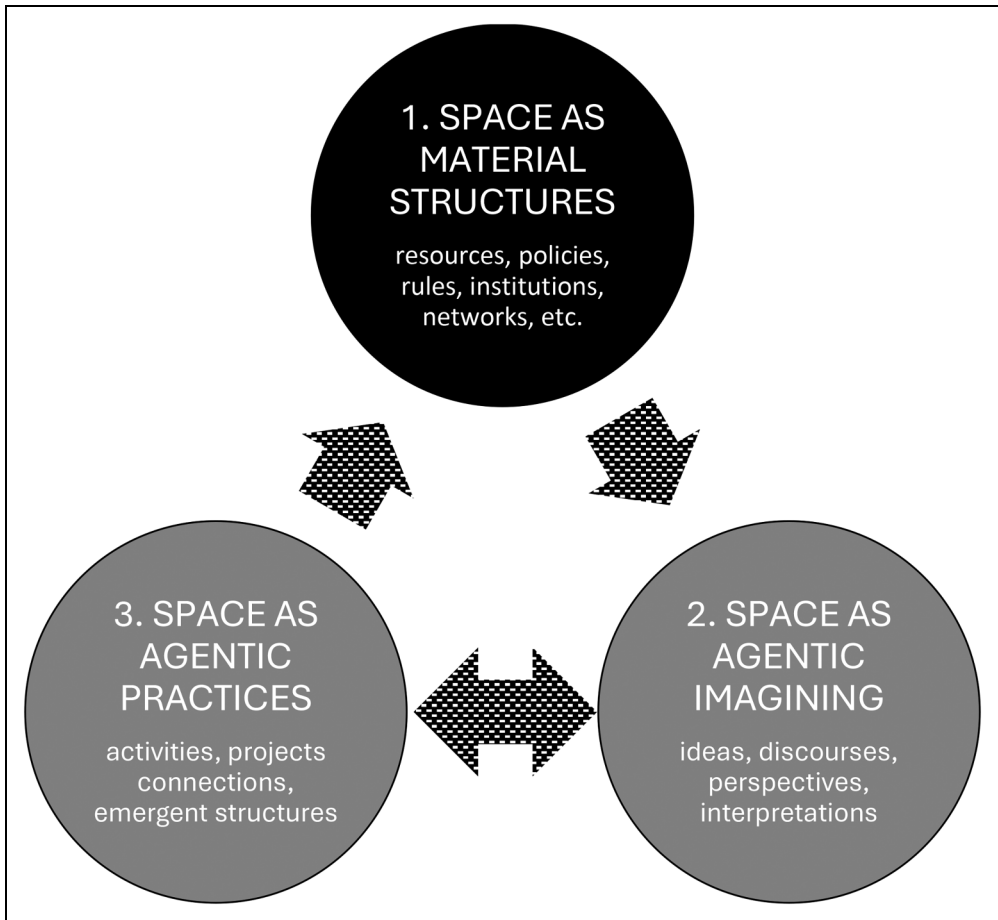 1. SPACE AS
MATERIAL
STRUCTURES
resources, policies,
rules, institutions,
networks, etc.
3. SPACE AS
AGENTIC
PRACTICES
activities, projects
connections,
emergent structures
2. SPACE AS
AGENTIC
IMAGINING
ideas, discourses,
perspectives,
interpretations